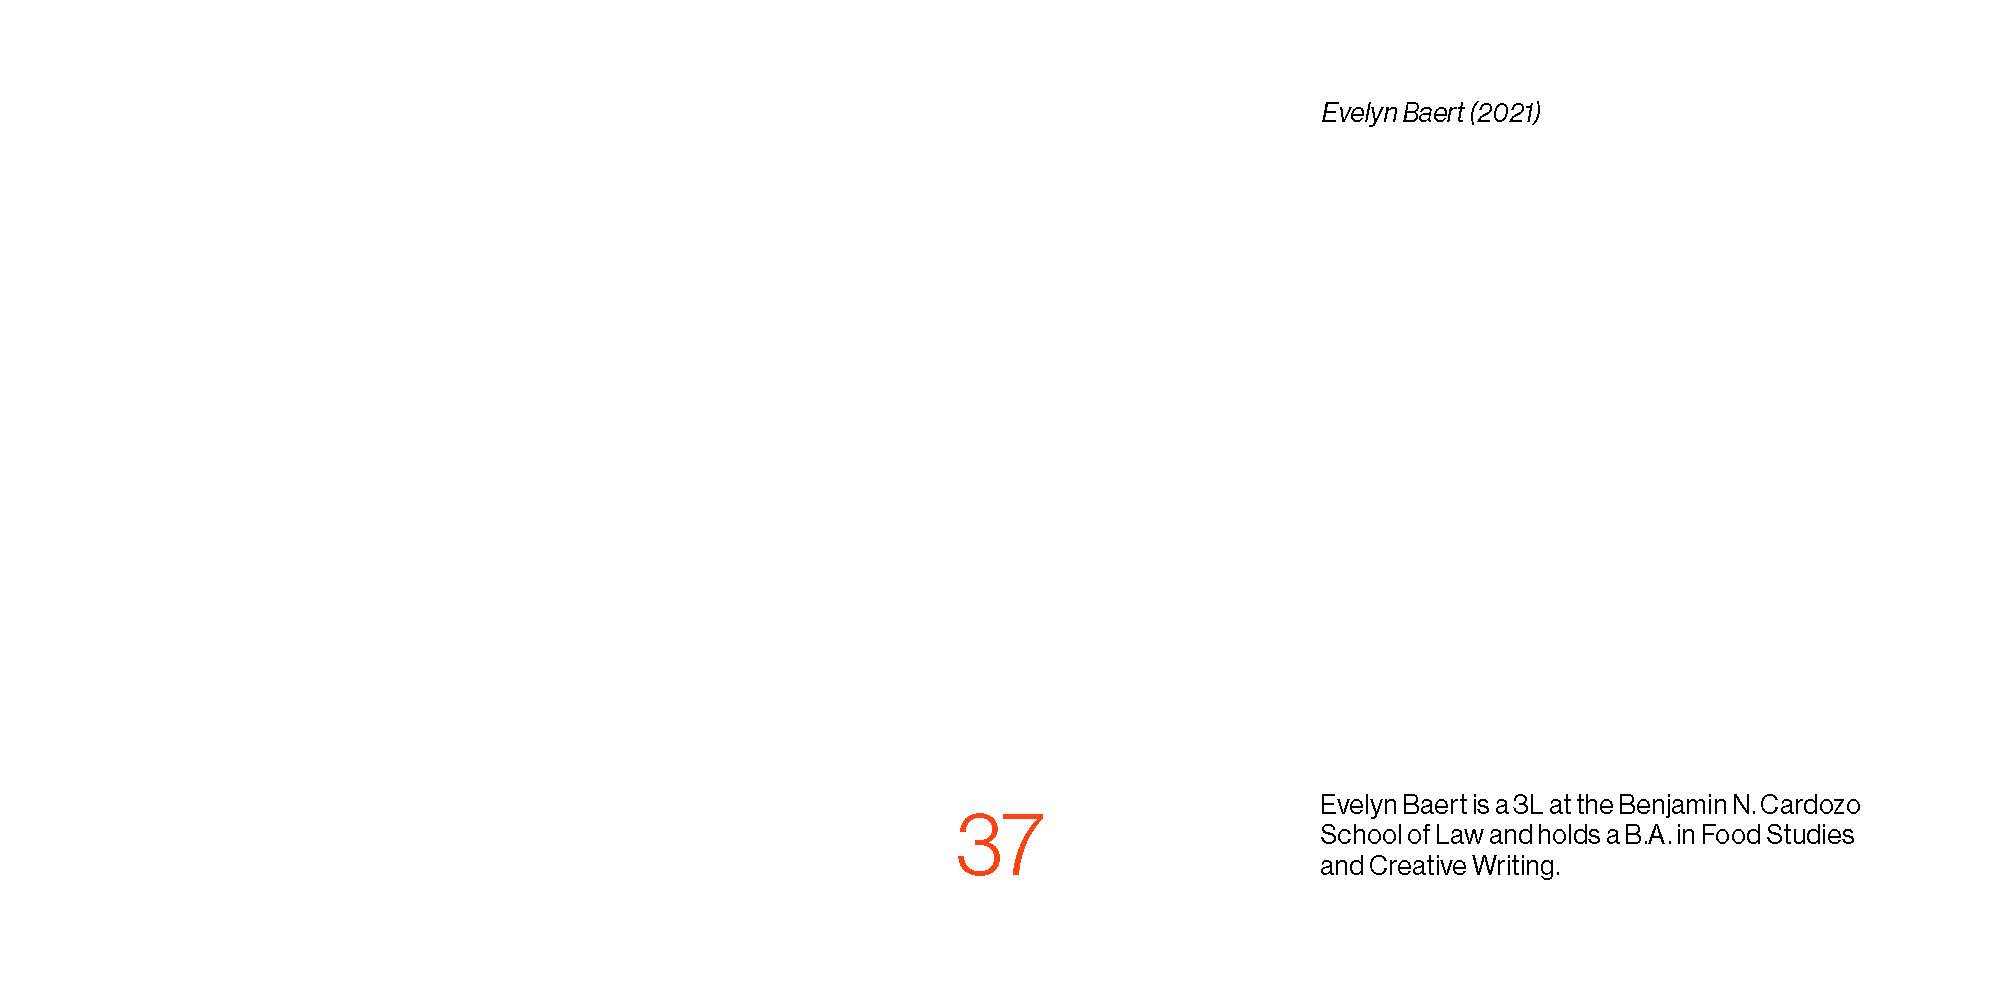 Evelyn Baert (2021)
37
Evelyn Baert is a 3L at the Benjamin N. Cardozo
School of Law and holds a B.A. in Food Studies
and Creative Writing.